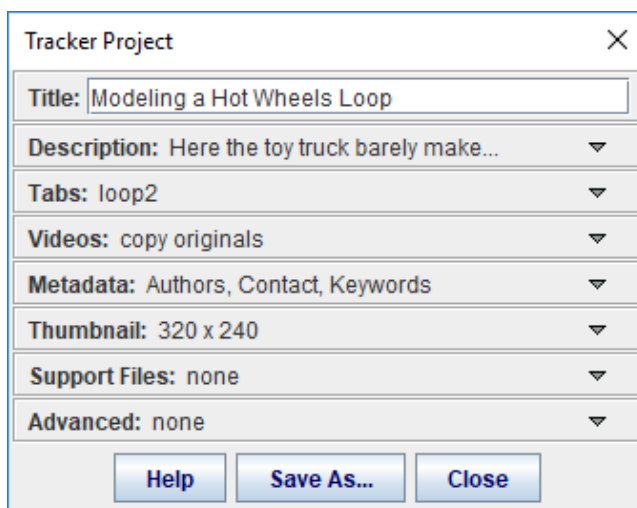 Tracker Project
Title: Modeling a Hot Wheels Loop
Description: Here the toy truck barely make...
Tabs: loop2
Videos: copy originals
Metadata: Authors, Contact, Keywords
Thumbnail: 320 x 240
Support Files: none
Advanced: none
Help Save As... Close